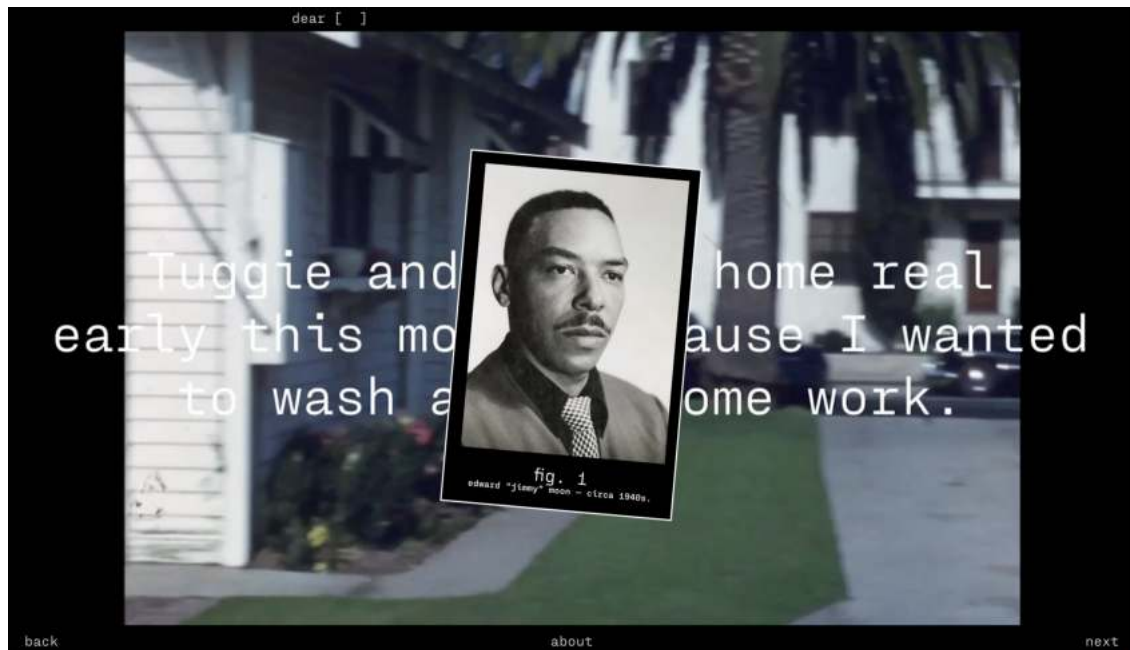 dear [  ]
Tuggie and home real
early this mo ause I wanted
to wash a ome work.
fig. 1
edward "jimmy" moon — circa 1940s.
back
about
next